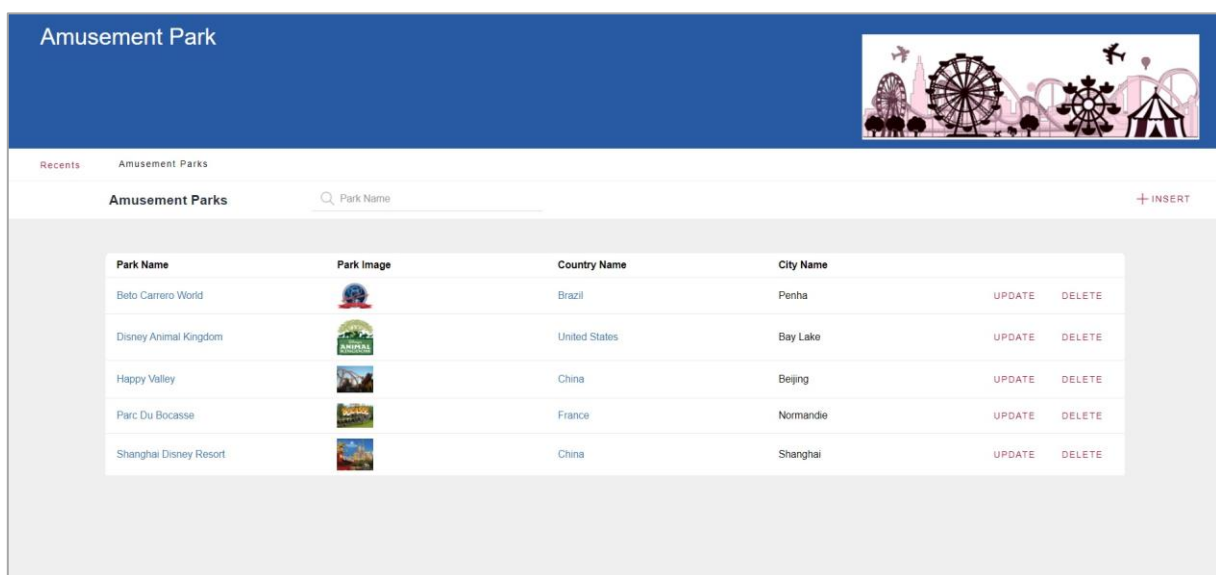 Amusement Park
Recents Amusement Parks
Amusement Parks Park Name INSERT
Park Name Park Image Country Name City Name
Beto Carrero World Brazil Penha UPDATE DELETE
Disney Animal Kingdom ANIMAL United States Bay Lake UPDATE DELETE
Happy Valley China Beijing UPDATE DELETE
Parc Du Bocasse France Normandie UPDATE DELETE
Shanghai Disney Resort China Shanghai UPDATE DELETE